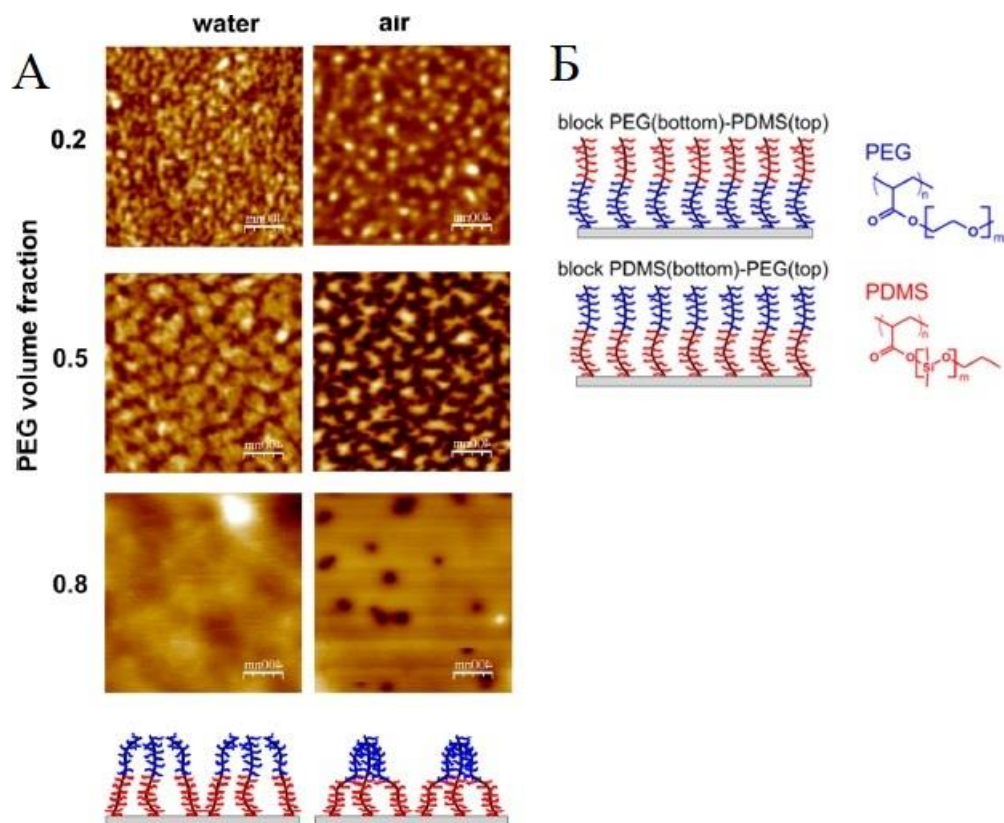 water
air
А
0.2
0.5
0.8
PEG volume fraction
Б
block PEG(bottom)-PDMS(top)
PEG
n
O
O
O
m
block PDMS(bottom)-PEG(top)
PDMS
n
O
O
Si
O
m